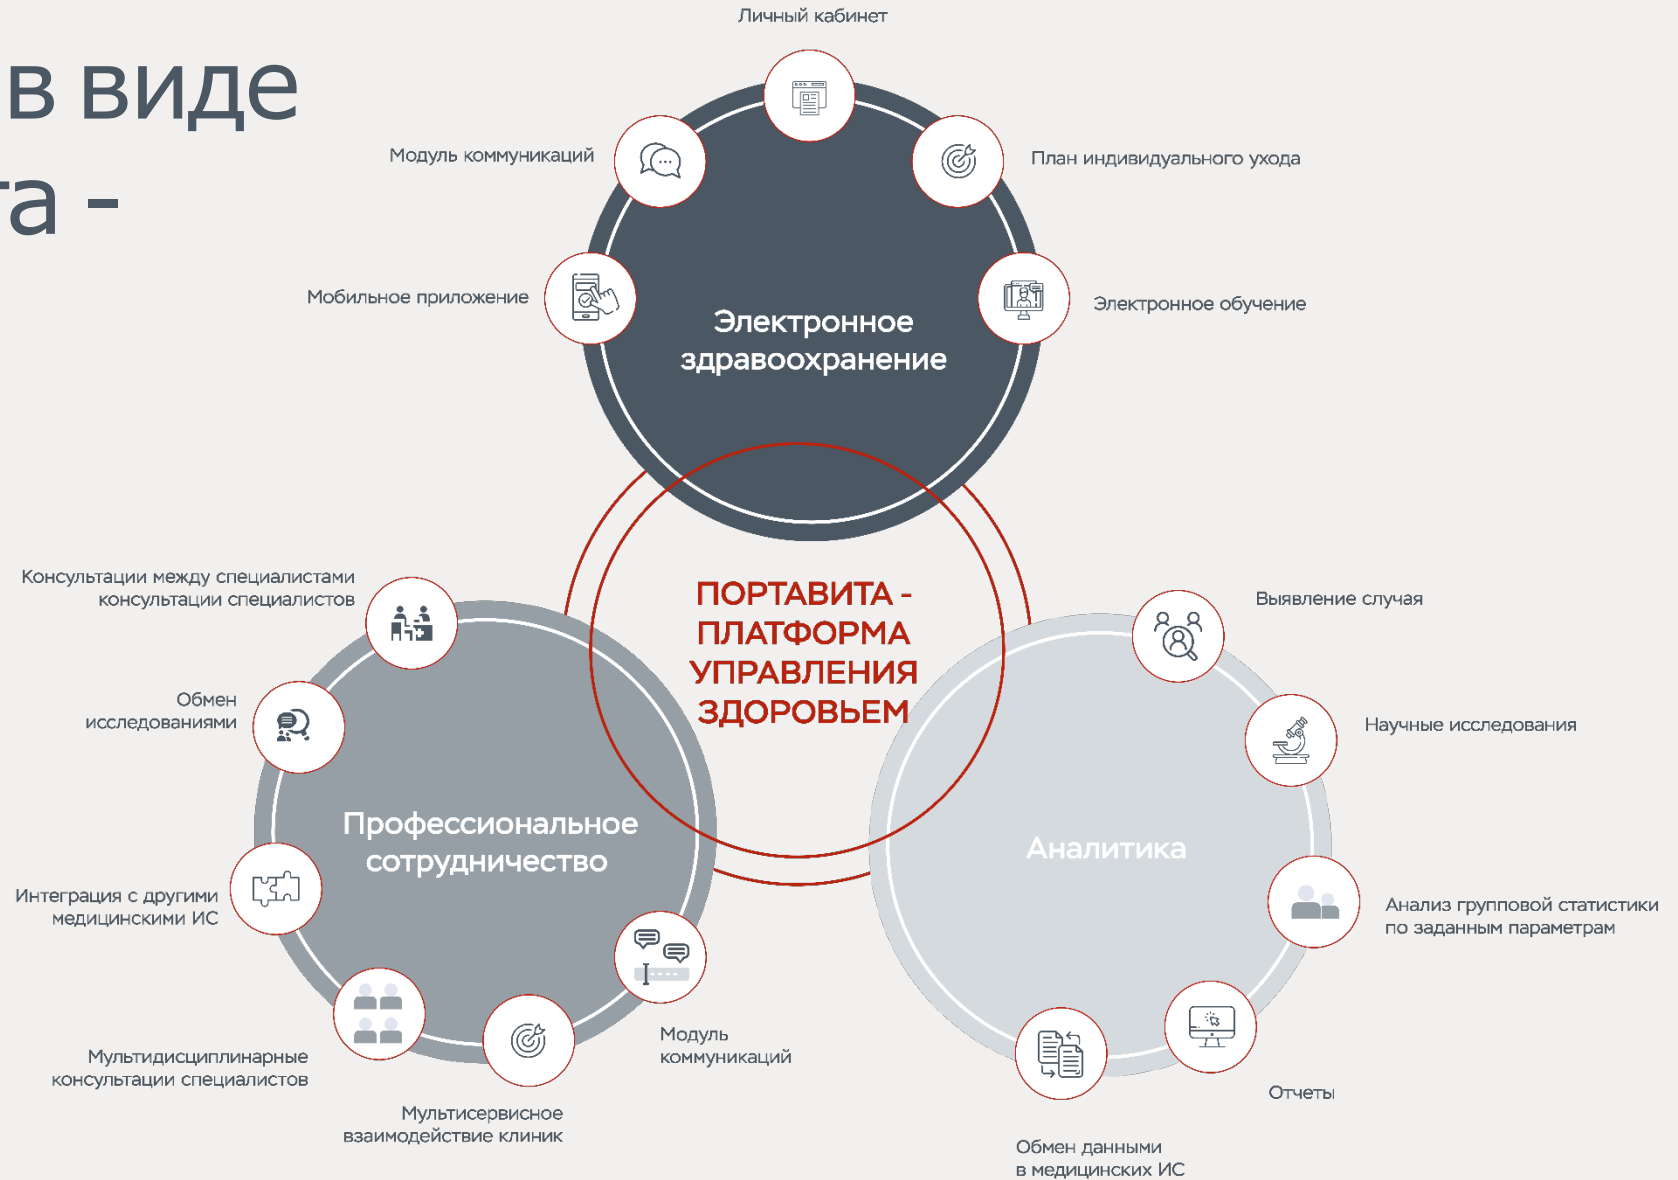 Личный кабинет
в виде
та -
Модуль коммуникаций
План индивидуального ухода
Мобильное приложение
Электронное обучение
Электронное
здравоохранение
ПОРТАВИТА -
ПЛАТФОРМА
УПРАВЛЕНИЯ
ЗДОРОВЬЕМ
Консультации между специалистами
консультации специалистов
Обмен
исследованиями
Профессиональное
сотрудничество
Интеграция с другими
медицинскими ИС
Мультидисциплинарные
консультации специалистов
Мультисервисное
взаимодействие клиник
Модуль
коммуникаций
Выявление случая
Научные исследования
Аналитика
Анализ групповой статистики
по заданным параметрам
Отчеты
Обмен данными
в медицинских ИС